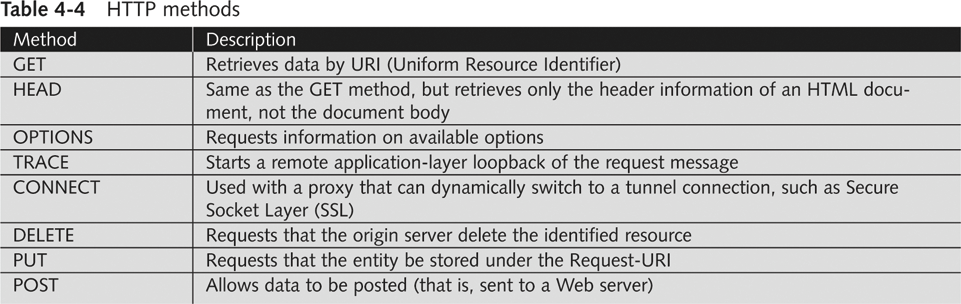 Table 4-4 HTTP methods
Method Description
GET Retrieves data by URI (Uniform Resource Identifier)
HEAD Same as the GET method, but retrieves only the header information of an HTML docu-
ment, not the document body
OPTIONS Requests information on available options
TRACE Starts a remote application-layer loopback of the request message
CONNECT Used with a proxy that can dynamically switch to a tunnel connection, such as Secure
Socket Layer (SSL)
DELETE Requests that the origin server delete the identified resource
PUT Requests that the entity be stored under the Request-URI
POST Allows data to be posted (that is, sent to a Web server)